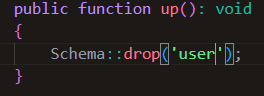 public function up(): void
{
Schema::drop('user');
}